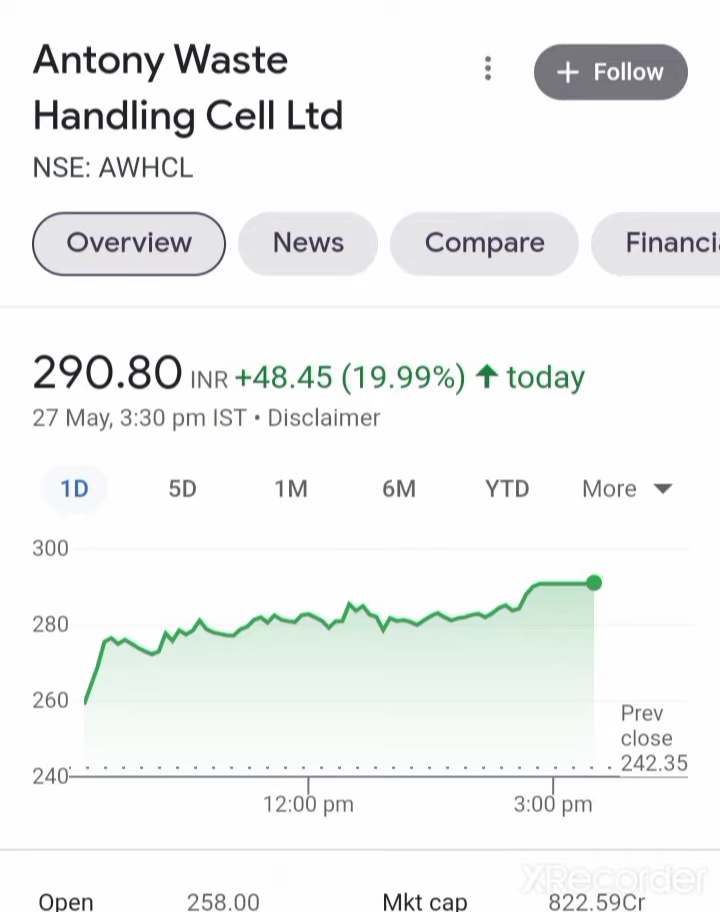 Antony Waste
Handling Cell Ltd
+ Follow
NSE: AWHCL
Overview News Compare Financi
290.80 INR +48.45 (19.99%) ↑ today
27 May, 3:30 pm IST • Disclaimer
1D 5D 1M 6M YTD More
300
280
260
240
Prev
close
242.35
12:00 pm 3:00 pm
XRecorder
Open 258.00 Mkt cap 822.59Cr